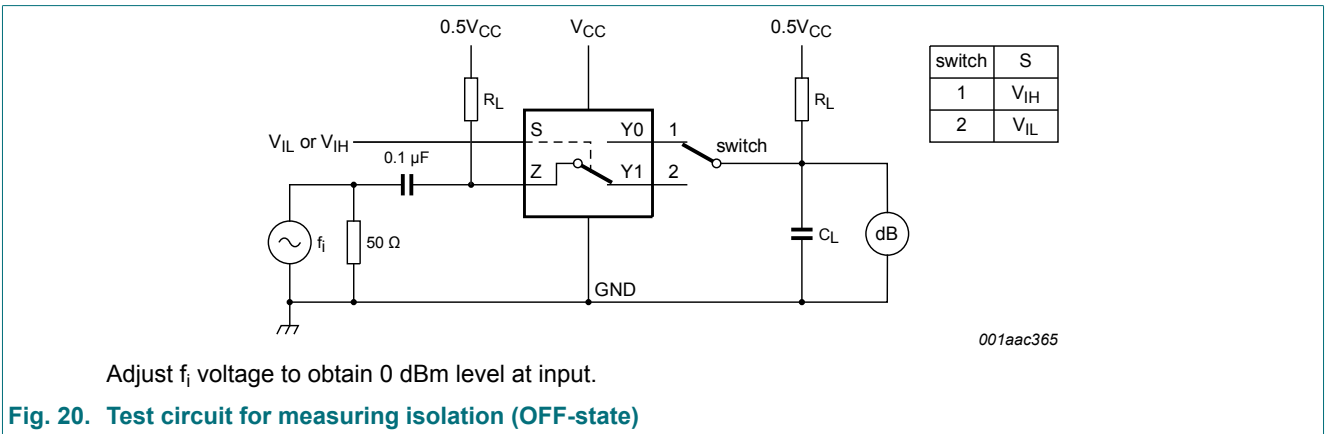 0.5VCC VCC 0.5VCC
switch S
1 VIH
2 VIL
RL RL
S Y0 1 switch
VIL or VIH
0.1 µF
Z Y1 2
fi 50 Ω CL dB
GND
001aac365
Adjust fi voltage to obtain 0 dBm level at input.
Fig. 20. Test circuit for measuring isolation (OFF-state)